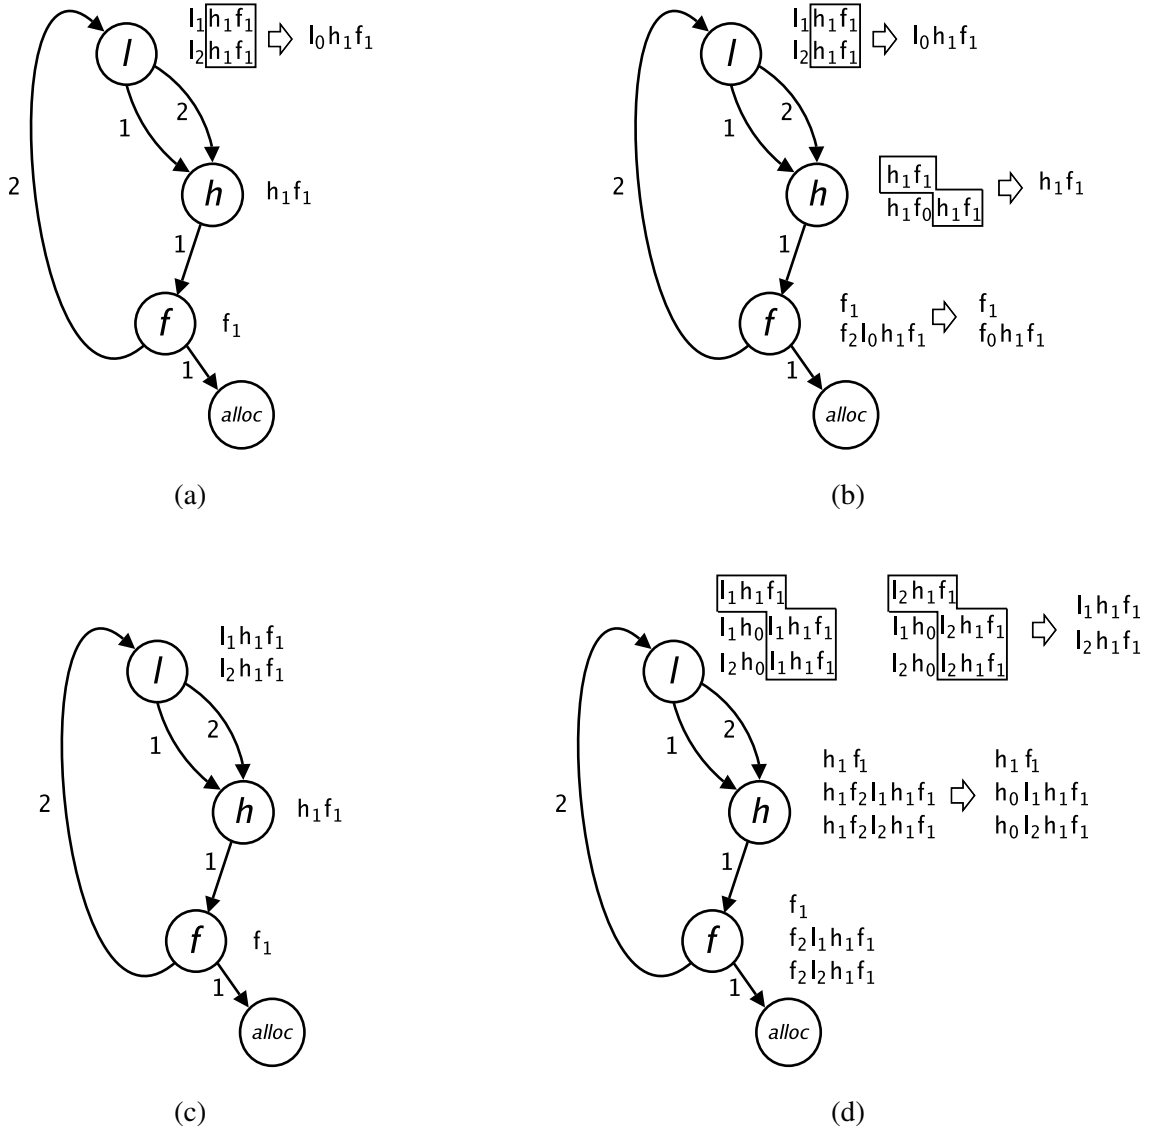 l₁h₁f₁
l₂h₁f₁
l₀h₁f₁
l
1
2
2
h
h₁f₁
1
f
f₁
1
alloc
(a)
l₁h₁f₁
l₂h₁f₁
l₀h₁f₁
l
1
2
2
h
h₁f₁
h₁f₀h₁f₁
h₁f₁
1
f
f₁
f₂l₀h₁f₁
f₁
f₀h₁f₁
1
alloc
(b)
l₁h₁f₁
l₂h₁f₁
l
1
2
2
h
h₁f₁
1
f
f₁
1
alloc
(c)
l₁h₁f₁
l₁h₀l₁h₁f₁
l₂h₀l₁h₁f₁
l₂h₁f₁
l₁h₀l₂h₁f₁
l₂h₀l₂h₁f₁
l₁h₁f₁
l₂h₁f₁
l
1
2
2
h
h₁f₁
h₁f₂l₁h₁f₁
h₁f₂l₂h₁f₁
h₁f₁
h₀l₁h₁f₁
h₀l₂h₁f₁
1
f
f₁
f₂l₁h₁f₁
f₂l₂h₁f₁
1
alloc
(d)